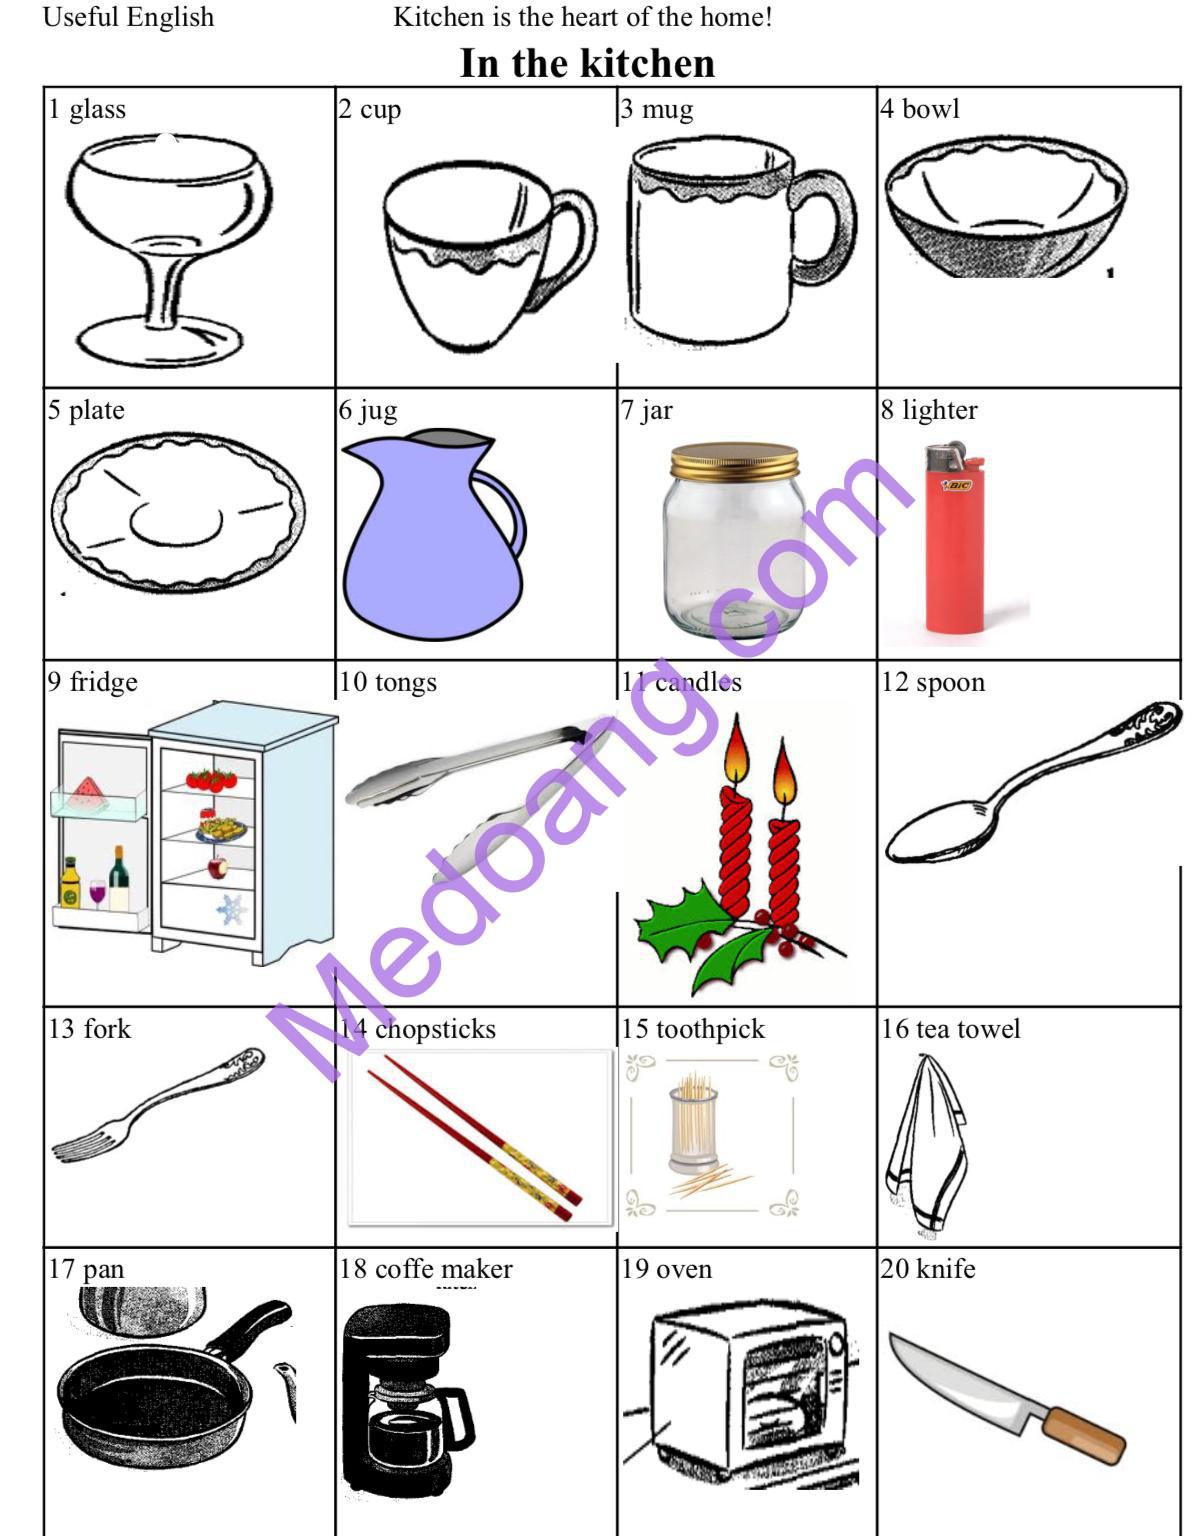 Useful English Kitchen is the heart of the home!
In the kitchen
1 glass 2 cup 3 mug 4 bowl
5 plate 6 jug 7 jar 8 lighter
BiC
9 fridge 10 tongs 11 candles 12 spoon
13 fork 14 chopsticks 15 toothpick 16 tea towel
17 pan 18 coffe maker 19 oven 20 knife
Medoang.com